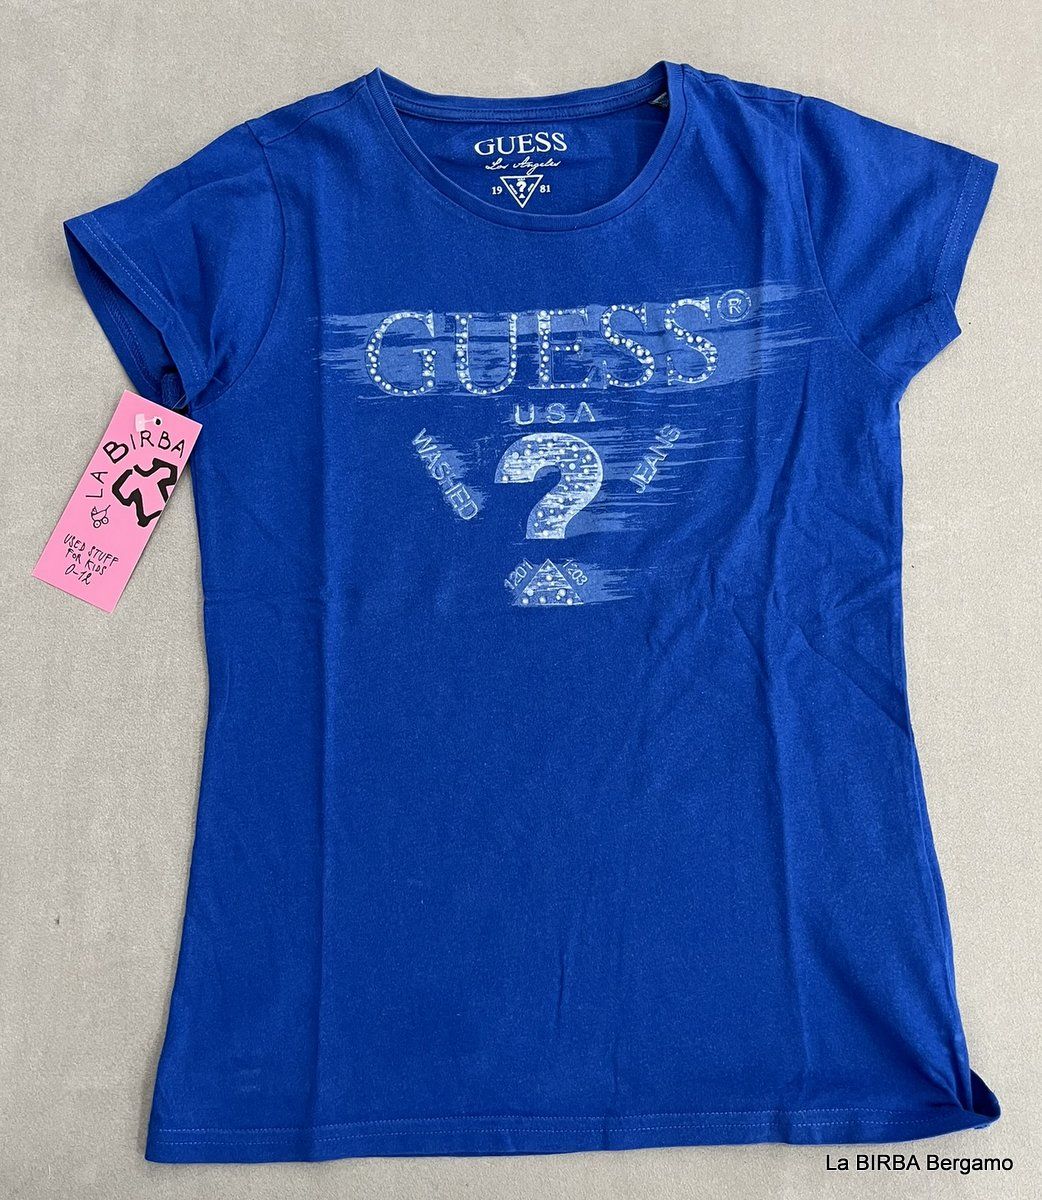 GUESS
Los Angeles
19 ? 81
GUESS®
USA
WASHED ? JEANS
1201 1203
LA BIRBA
USED STUFF
FOR KIDS
0-12
La BIRBA Bergamo